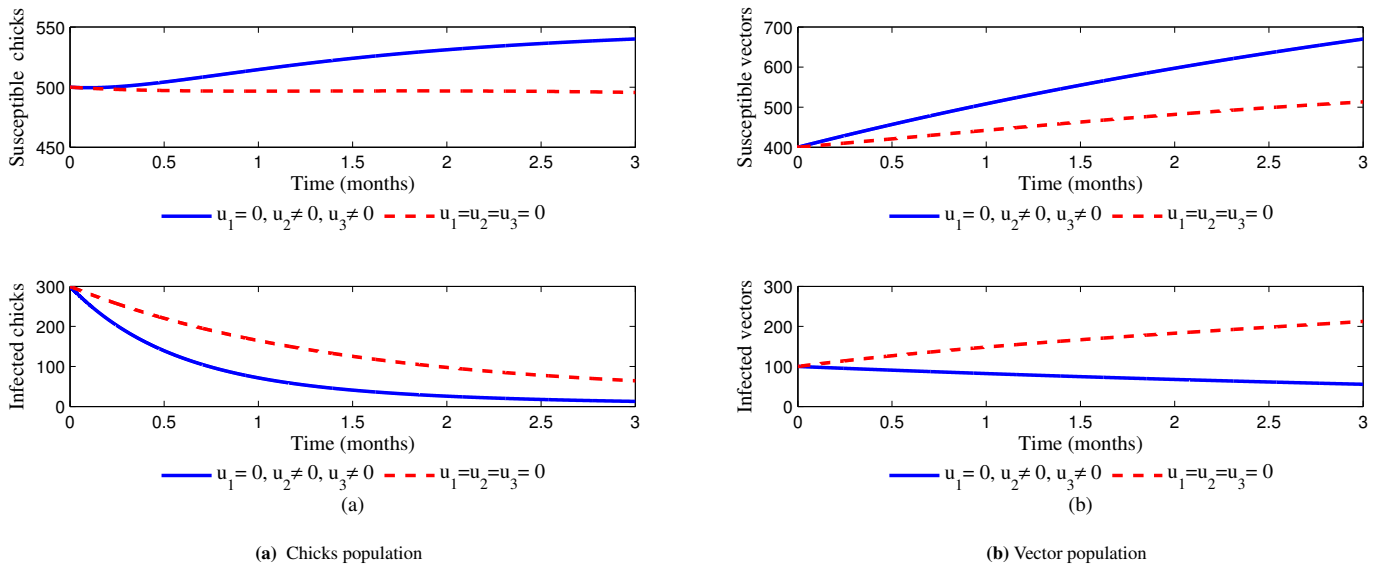 Susceptible chicks
550
500
450
0 0.5 1 1.5 2 2.5 3
Time (months)
u1= 0, u2≠ 0, u3≠ 0 u1=u2=u3= 0
Infected chicks
300
200
100
0
0 0.5 1 1.5 2 2.5 3
Time (months)
u1= 0, u2≠ 0, u3≠ 0 u1=u2=u3= 0
(a)
(a) Chicks population
Susceptible vectors
700
600
500
400
0 0.5 1 1.5 2 2.5 3
Time (months)
u1= 0, u2≠ 0, u3≠ 0 u1=u2=u3= 0
Infected vectors
300
200
100
0
0 0.5 1 1.5 2 2.5 3
Time (months)
u1= 0, u2≠ 0, u3≠ 0 u1=u2=u3= 0
(b)
(b) Vector population